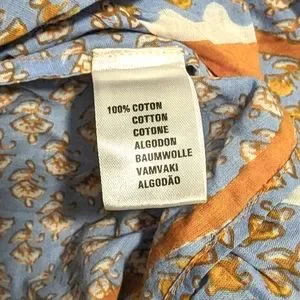 100% COTON
COTTON
COTONE
ALGODON
BAUMWOLLE
VAMVAKI
ALGODÃO